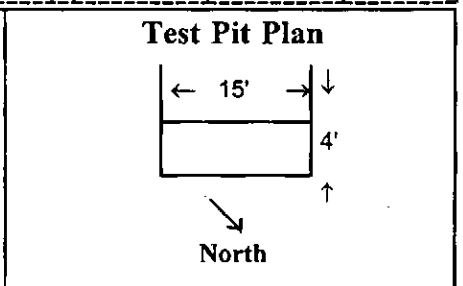 Test Pit Plan
← 15' → ↓
4'
↑
↘
North